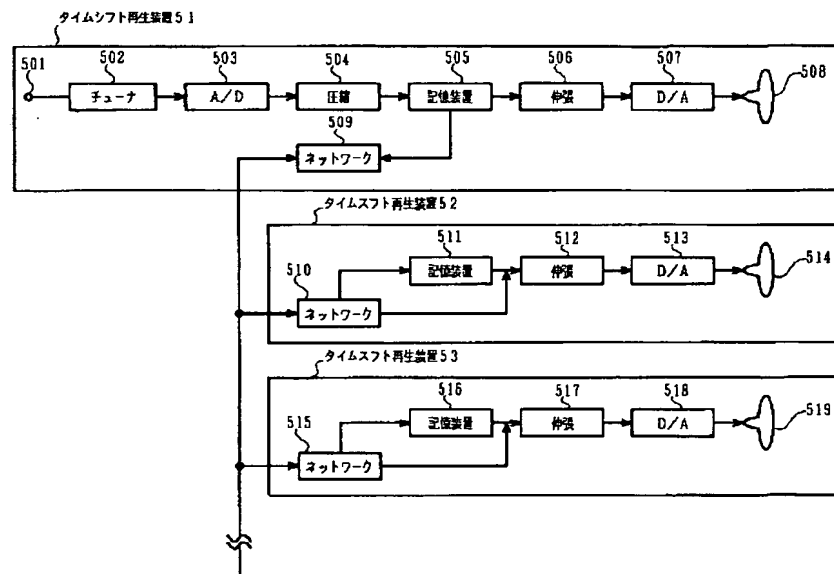 タイムシフト再生装置51
501
502
503
504
505
506
507
508
チューナ
A/D
圧縮
記憶装置
伸張
D/A
509
ネットワーク
タイムスフト再生装置52
511
512
513
514
510
記憶装置
伸張
D/A
ネットワーク
タイムスフト再生装置53
516
517
518
519
515
記憶装置
伸張
D/A
ネットワーク